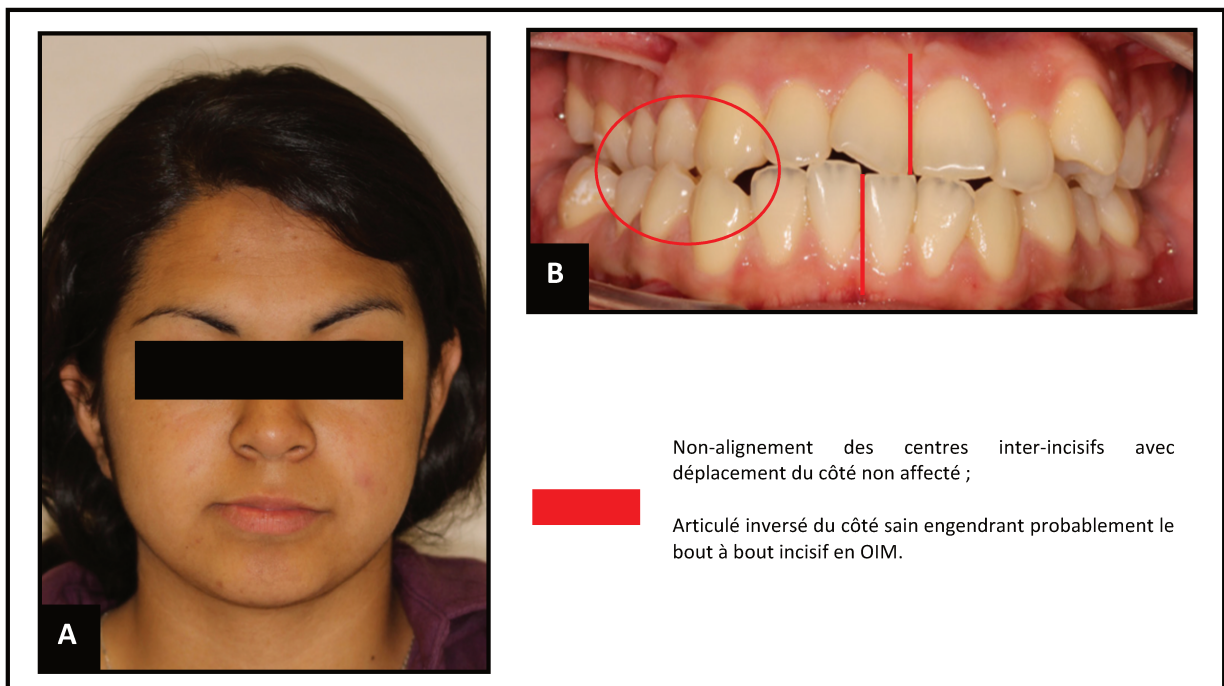 A
B
Non-alignement des centres inter-incisifs avec
déplacement du côté non affecté ;
Articulé inversé du côté sain engendrant probablement le
bout à bout incisif en OIM.